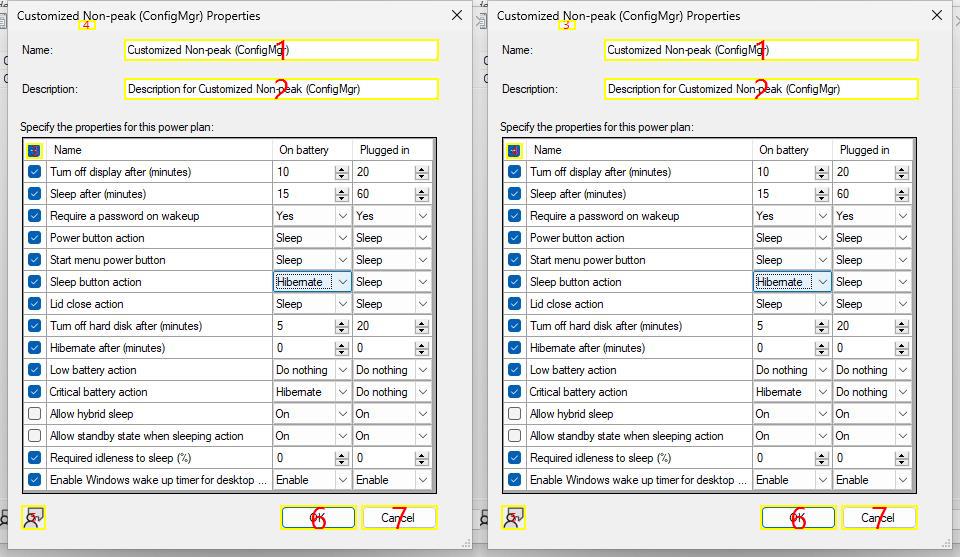 Customized Non-peak (ConfigMgr) Properties
4
Name:
Customized Non-peak (ConfigMgr)
1
Description:
Description for Customized Non-peak (ConfigMgr)
2
Specify the properties for this power plan:
Name On battery Plugged in
Turn off display after (minutes) 10 20
Sleep after (minutes) 15 60
Require a password on wakeup Yes Yes
Power button action Sleep Sleep
Start menu power button Sleep Sleep
Sleep button action Hibernate Sleep
Lid close action Sleep Sleep
Turn off hard disk after (minutes) 5 20
Hibernate after (minutes) 0 0
Low battery action Do nothing Do nothing
Critical battery action Hibernate Do nothing
Allow hybrid sleep On On
Allow standby state when sleeping action On On
Required idleness to sleep (%) 0 0
Enable Windows wake up timer for desktop ... Enable Enable
OK Cancel
6 7
Customized Non-peak (ConfigMgr) Properties
3
Name:
Customized Non-peak (ConfigMgr)
1
Description:
Description for Customized Non-peak (ConfigMgr)
2
Specify the properties for this power plan:
Name On battery Plugged in
Turn off display after (minutes) 10 20
Sleep after (minutes) 15 60
Require a password on wakeup Yes Yes
Power button action Sleep Sleep
Start menu power button Sleep Sleep
Sleep button action Hibernate Sleep
Lid close action Sleep Sleep
Turn off hard disk after (minutes) 5 20
Hibernate after (minutes) 0 0
Low battery action Do nothing Do nothing
Critical battery action Hibernate Do nothing
Allow hybrid sleep On On
Allow standby state when sleeping action On On
Required idleness to sleep (%) 0 0
Enable Windows wake up timer for desktop ... Enable Enable
OK Cancel
6 7